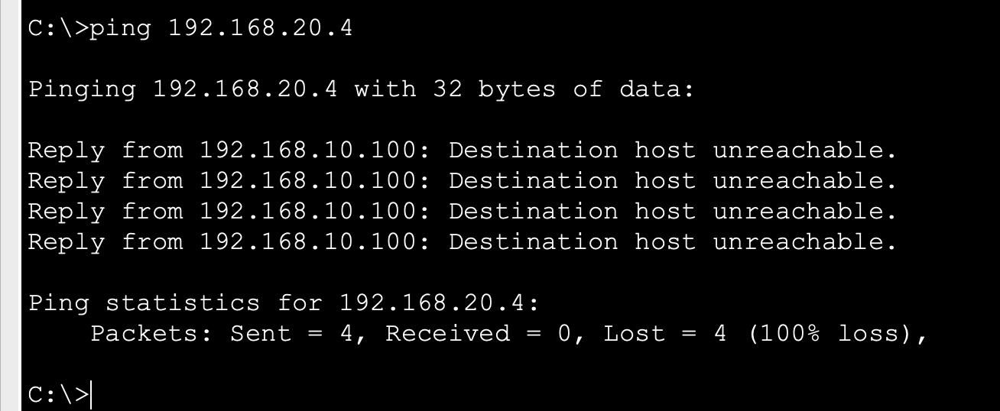 C:\>ping 192.168.20.4
Pinging 192.168.20.4 with 32 bytes of data:
Reply from 192.168.10.100: Destination host unreachable.
Reply from 192.168.10.100: Destination host unreachable.
Reply from 192.168.10.100: Destination host unreachable.
Reply from 192.168.10.100: Destination host unreachable.
Ping statistics for 192.168.20.4:
    Packets: Sent = 4, Received = 0, Lost = 4 (100% loss),
C:\>